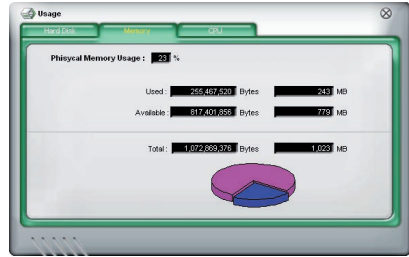 Usage
Hard Disk Memory CPU
Phisycal Memory Usage : 23 %
Used : 255,467,520 Bytes 243 MB
Available : 817,401,856 Bytes 779 MB
Total : 1,072,869,376 Bytes 1,023 MB